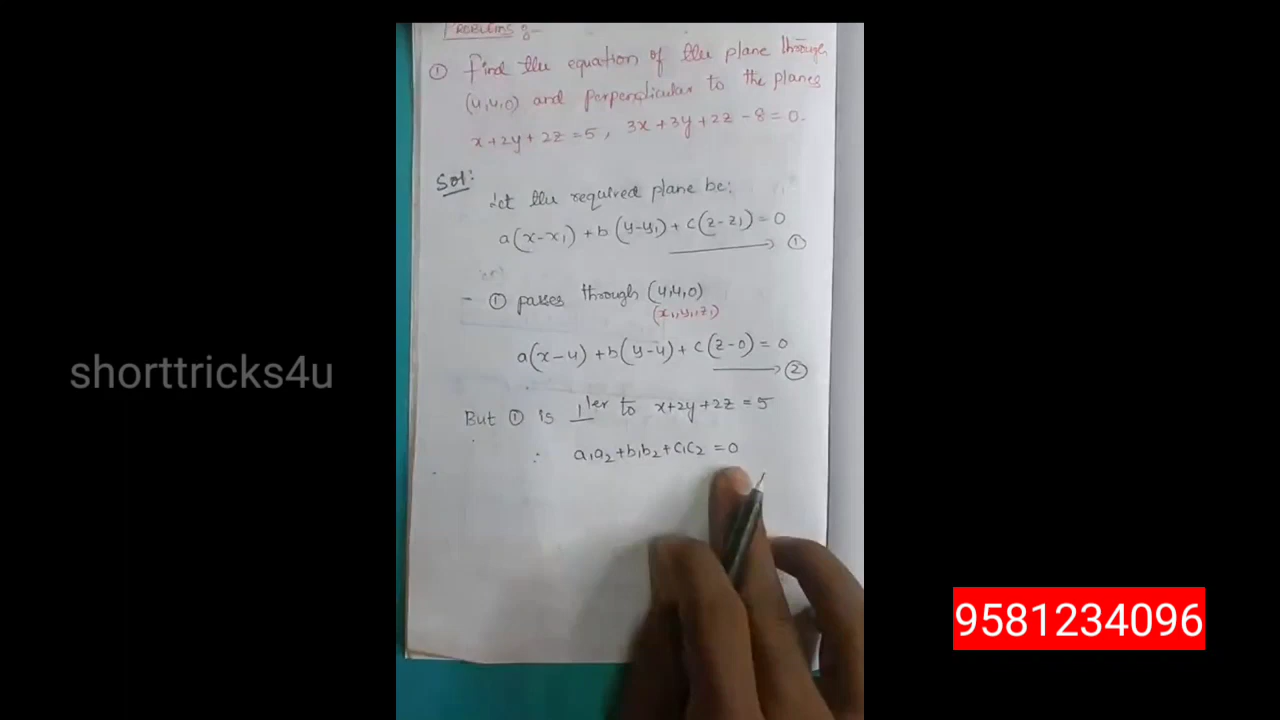 PROBLEMS :-
① Find the equation of the plane through
(4,4,0) and perpendicular to the planes
x+2y+2z=5, 3x+3y+2z-8=0.
Sol:
Let the required plane be:
a(x-x₁)+b(y-y₁)+c(z-z₁)=0
①
- ① passes through (4,4,0)
(x₁,y₁,z₁)
a(x-4)+b(y-4)+c(z-0)=0
②
But ① is ⊥ler to x+2y+2z=5
∴ a₁a₂+b₁b₂+c₁c₂=0
shorttricks4u
9581234096